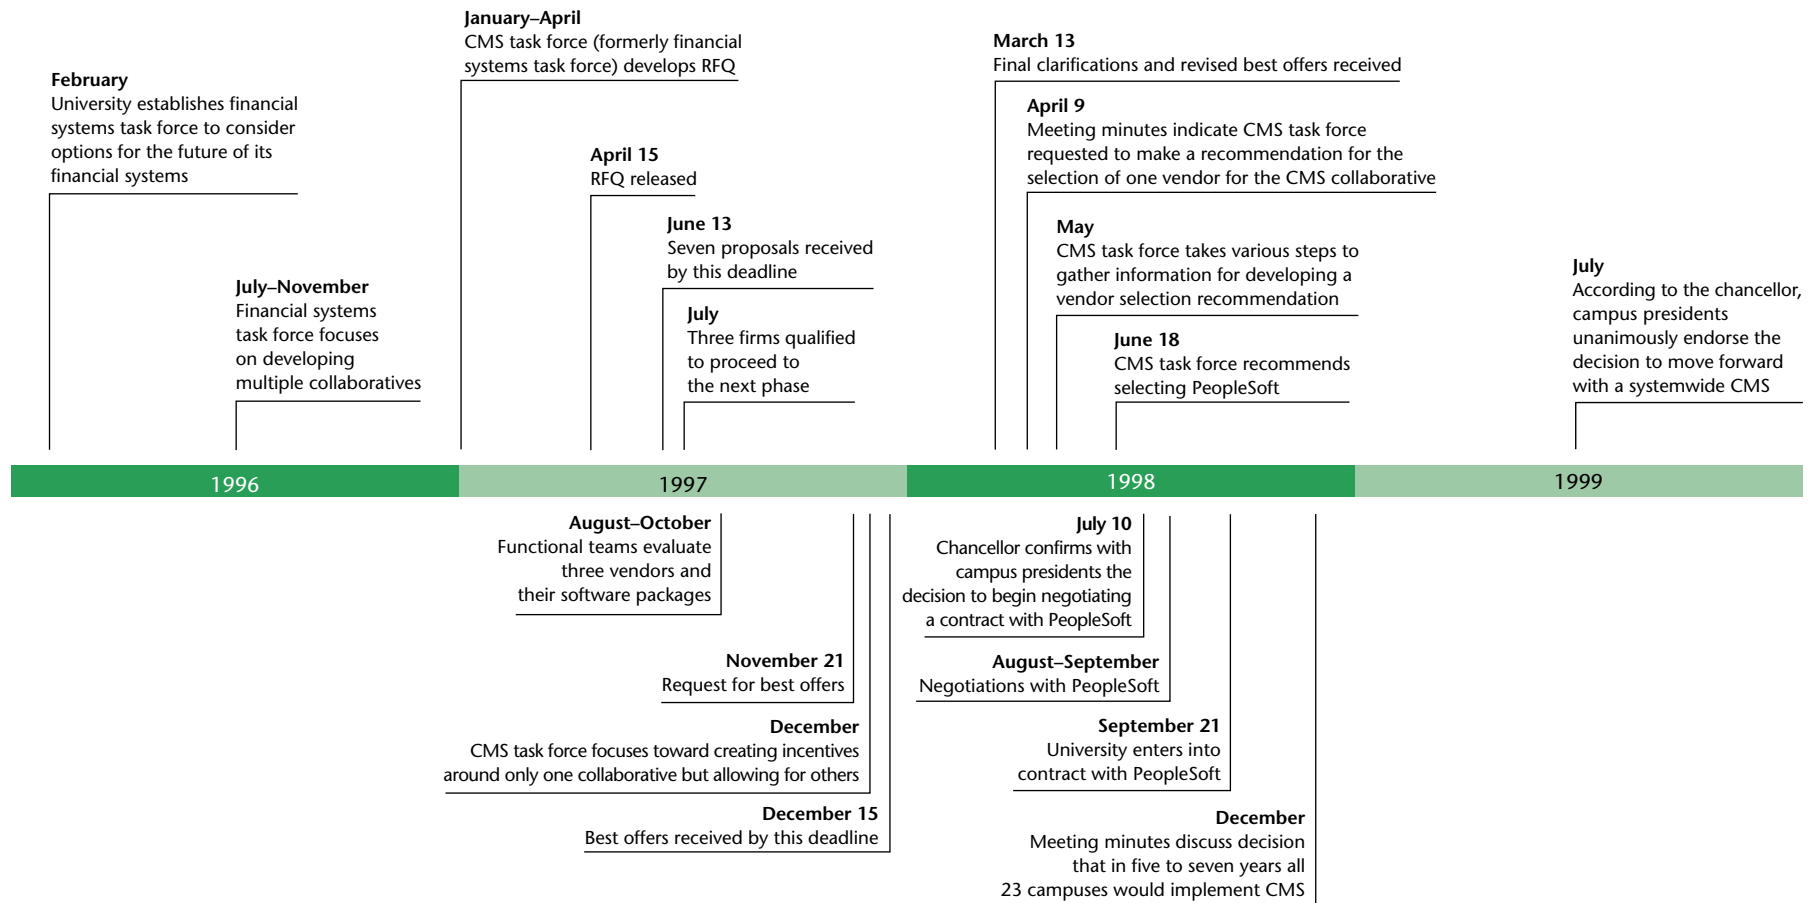 February
University establishes financial
systems task force to consider
options for the future of its
financial systems
July–November
Financial systems
task force focuses
on developing
multiple collaboratives
January–April
CMS task force (formerly financial
systems task force) develops RFQ
April 15
RFQ released
June 13
Seven proposals received
by this deadline
July
Three firms qualified
to proceed to
the next phase
March 13
Final clarifications and revised best offers received
April 9
Meeting minutes indicate CMS task force
requested to make a recommendation for the
selection of one vendor for the CMS collaborative
May
CMS task force takes various steps to
gather information for developing a
vendor selection recommendation
June 18
CMS task force recommends
selecting PeopleSoft
July
According to the chancellor,
campus presidents
unanimously endorse the
decision to move forward
with a systemwide CMS
1996
1997
1998
1999
August–October
Functional teams evaluate
three vendors and
their software packages
November 21
Request for best offers
December
CMS task force focuses toward creating incentives
around only one collaborative but allowing for others
December 15
Best offers received by this deadline
July 10
Chancellor confirms with
campus presidents the
decision to begin negotiating
a contract with PeopleSoft
August–September
Negotiations with PeopleSoft
September 21
University enters into
contract with PeopleSoft
December
Meeting minutes discuss decision
that in five to seven years all
23 campuses would implement CMS